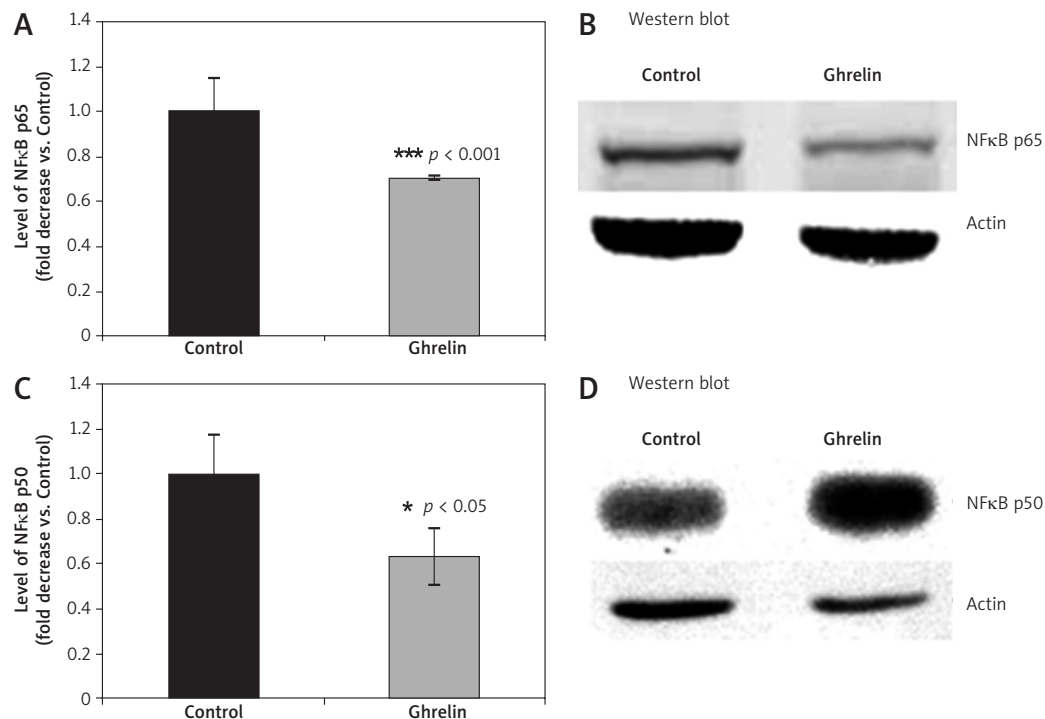 A
Level of NFκB p65
(fold decrease vs. Control)
1.4
1.2
1.0
0.8
0.6
0.4
0.2
0
*** p < 0.001
Control Ghrelin
B
Western blot
Control Ghrelin
NFκB p65
Actin
C
Level of NFκB p50
(fold decrease vs. Control)
1.4
1.2
1.0
0.8
0.6
0.4
0.2
0
* p < 0.05
Control Ghrelin
D
Western blot
Control Ghrelin
NFκB p50
Actin